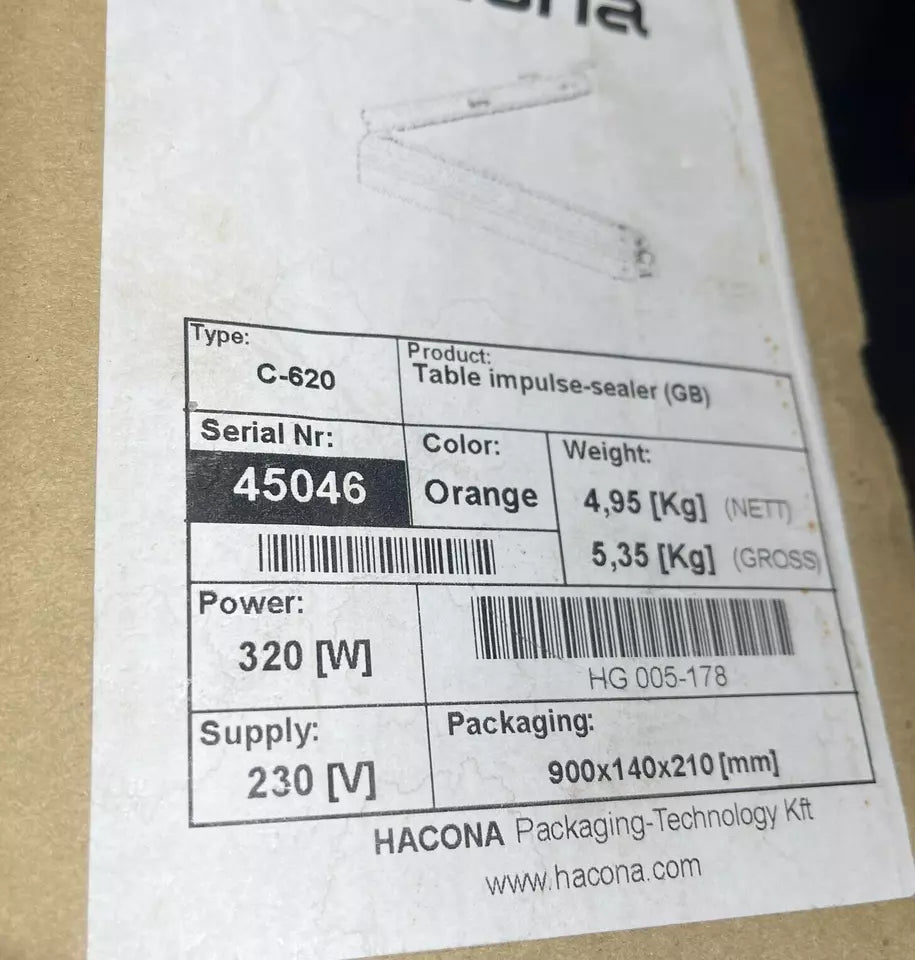 Type:
C-620
Product:
Table impulse-sealer (GB)
Serial Nr:
45046
Color:
Orange
Weight:
4,95 [Kg] (NETT)
5,35 [Kg] (GROSS)
Power:
320 [W]
HG 005-178
Supply:
230 [V]
Packaging:
900x140x210 [mm]
HACONA Packaging-Technology Kft
www.hacona.com